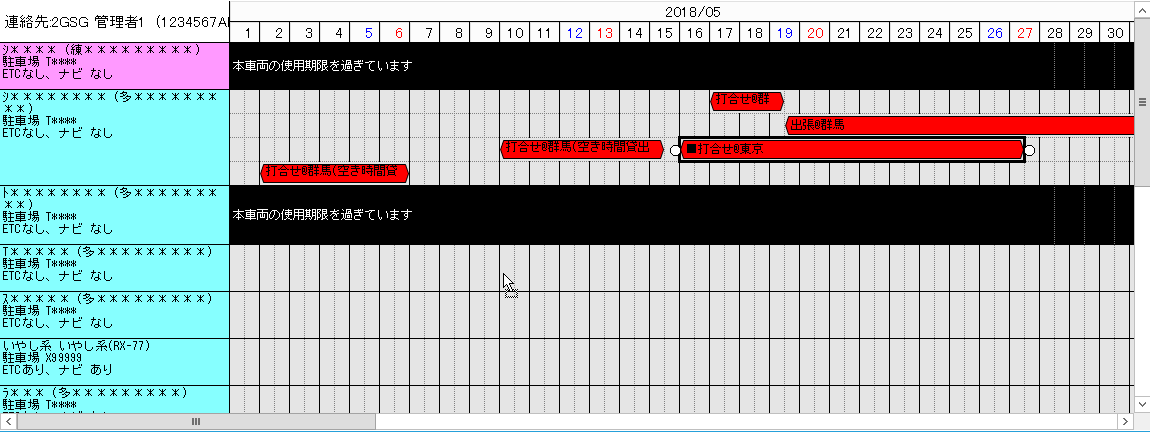 連絡先:2GSG 管理者1 (1234567A
2018/05
1 2 3 4 5 6 7 8 9 10 11 12 13 14 15 16 17 18 19 20 21 22 23 24 25 26 27 28 29 30
ｼ＊＊＊＊（練＊＊＊＊＊＊＊＊＊）
駐車場 T****
ETCなし、ナビ なし
本車両の使用期限を過ぎています
ｼ＊＊＊＊＊＊＊＊（多＊＊＊＊＊＊＊
＊＊）
駐車場 T****
ETCなし、ナビ なし
打合せ@群
出張@群馬
打合せ@群馬(空き時間貸出
■打合せ@東京
打合せ@群馬(空き時間貸
ﾄ＊＊＊＊＊＊＊＊（多＊＊＊＊＊＊＊
＊＊）
駐車場 T****
ETCなし、ナビ なし
本車両の使用期限を過ぎています
T＊＊＊＊＊（多＊＊＊＊＊＊＊＊＊）
駐車場 T****
ETCなし、ナビ なし
ｽ＊＊＊＊＊（多＊＊＊＊＊＊＊＊＊）
駐車場 T****
ETCなし、ナビ なし
いやし系 いやし系(RX-77)
駐車場 X99999
ETCあり、ナビ あり
ﾗ＊＊＊（多＊＊＊＊＊＊＊＊＊）
駐車場 T****